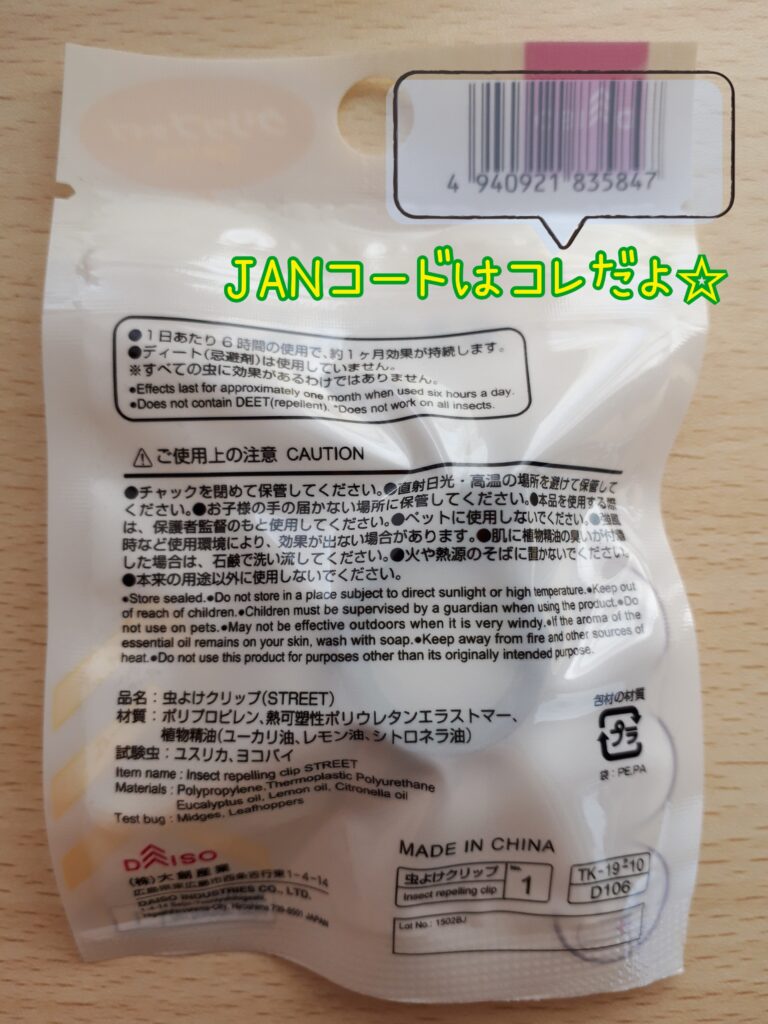 4 940921 835847
JANコードはコレだよ☆
●1日あたり6時間の使用で、約1ヶ月効果が持続します。
●ディート(忌避剤)は使用していません。
※すべての虫に効果があるわけではありません。
●Effects last for approximately one month when used six hours a day.
●Does not contain DEET(repellent). *Does not work on all insects.
⚠ご使用上の注意 CAUTION
●チャックを閉めて保管してください。●直射日光・高温の場所を避けて保管して
ください。●お子様の手の届かない場所に保管してください。●本品を使用する際
は、保護者監督のもと使用してください。●ペットに使用しないでください。●強風
時など使用環境により、効果が出ない場合があります。●肌に植物精油の臭いが付着
した場合は、石鹸で洗い流してください。●火や熱源のそばに置かないでください。
●本来の用途以外に使用しないでください。
●Store sealed.●Do not store in a place subject to direct sunlight or high temperature.●Keep out
of reach of children.●Children must be supervised by a guardian when using the product.●Do
not use on pets.●May not be effective outdoors when it is very windy.●If the aroma of the
essential oil remains on your skin, wash with soap.●Keep away from fire and other sources of
heat.●Do not use this product for purposes other than its originally intended purpose.
品名:虫よけクリップ(STREET)
材質:ポリプロピレン、熱可塑性ポリウレタンエラストマー、
植物精油(ユーカリ油、レモン油、シトロネラ油)
試験虫:ユスリカ、ヨコバイ
Item name : Insect repelling clip STREET
Materials : Polypropylene, Thermoplastic Polyurethane
Eucalyptus oil, Lemon oil, Citronella oil
Test bug : Midges, Leafhoppers
包材の材質
プラ
袋:PE,PA
DAISO
(株)大創産業
広島県東広島市西条吉行東1-4-14
DAISO INDUSTRIES CO., LTD.
Hiroshima 739-8501 JAPAN
MADE IN CHINA
虫よけクリップ
Insect repelling clip
No. 1
TK-19 10
D106
Lot No.: 1502BJ